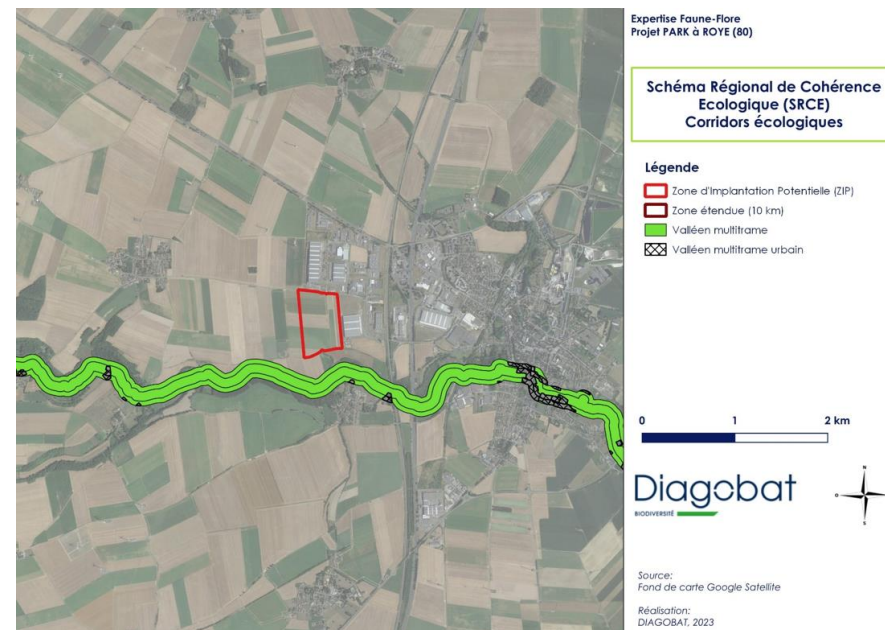 Expertise Faune-Flore
Projet PARK à ROYE (80)
Schéma Régional de Cohérence
Ecologique (SRCE)
Corridors écologiques
Légende
Zone d'Implantation Potentielle (ZIP)
Zone étendue (10 km)
Valléen multitrame
Valléen multitrame urbain
0 1 2 km
Diagobat
BIODIVERSITÉ
N
O E
S
Source:
Fond de carte Google Satellite
Réalisation:
DIAGOBAT, 2023